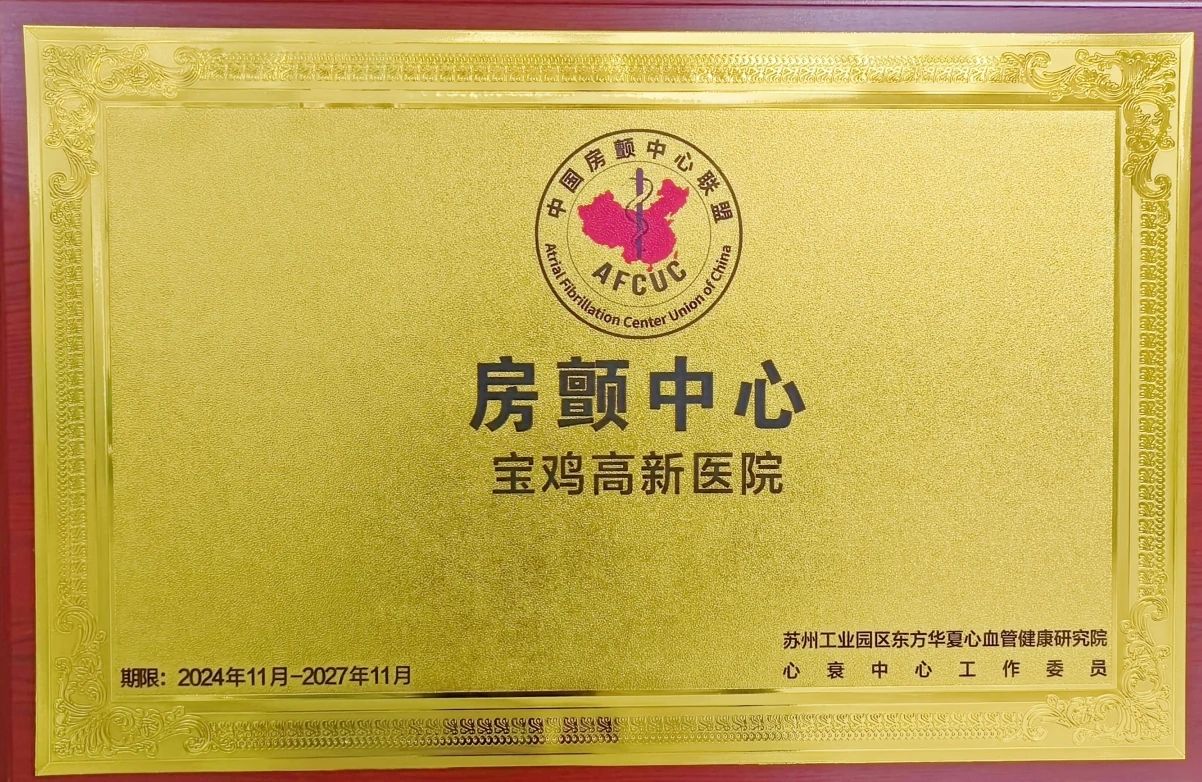 中国房颤中心联盟
AFCUC
Atrial Fibrillation Center Union of China
房颤中心
宝鸡高新医院
苏州工业园区东方华夏心血管健康研究院
期限：2024年11月-2027年11月
心衰中心工作委员